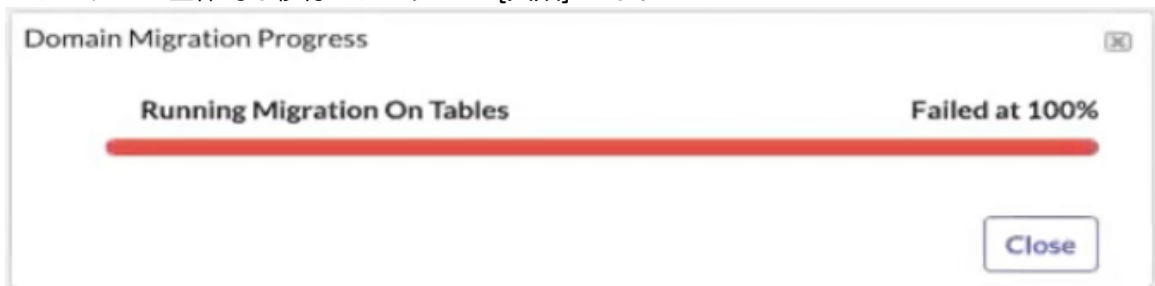 Domain Migration Progress
Running Migration On Tables
Failed at 100%
Close